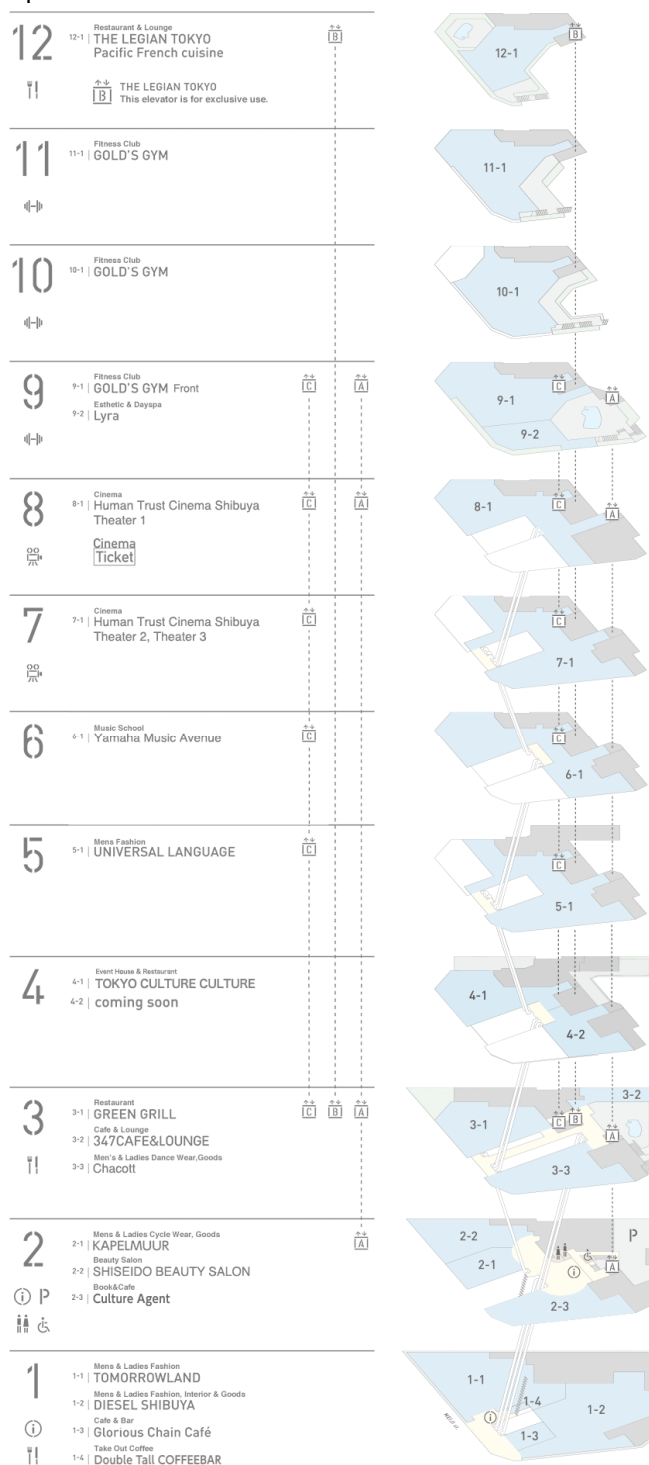 12
Restaurant & Lounge
12-1 | THE LEGIAN TOKYO
Pacific French cuisine
B
B
THE LEGIAN TOKYO
This elevator is for exclusive use.
12-1
B
11
Fitness Club
11-1 | GOLD'S GYM
11-1
10
Fitness Club
10-1 | GOLD'S GYM
10-1
9
Fitness Club
9-1 | GOLD'S GYM Front
Esthetic & Dayspa
9-2 | Lyra
C
A
9-1
9-2
C
A
8
Cinema
8-1 | Human Trust Cinema Shibuya
Theater 1
Cinema
Ticket
C
A
8-1
C
A
7
Cinema
7-1 | Human Trust Cinema Shibuya
Theater 2, Theater 3
C
7-1
C
6
Music School
6-1 | Yamaha Music Avenue
C
6-1
C
5
Mens Fashion
5-1 | UNIVERSAL LANGUAGE
C
5-1
C
4
Event House & Restaurant
4-1 | TOKYO CULTURE CULTURE
4-2 | coming soon
4-1
4-2
3
Restaurant
3-1 | GREEN GRILL
Cafe & Lounge
3-2 | 347CAFE&LOUNGE
Men's & Ladies Dance Wear,Goods
3-3 | Chacott
C
B
A
3-1
3-2
3-3
C
B
A
2
Mens & Ladies Cycle Wear, Goods
2-1 | KAPELMUUR
Beauty Salon
2-2 | SHISEIDO BEAUTY SALON
Book&Cafe
2-3 | Culture Agent
i P
A
2-2
2-1
2-3
P
i
A
1
Mens & Ladies Fashion
1-1 | TOMORROWLAND
Mens & Ladies Fashion, Interior & Goods
1-2 | DIESEL SHIBUYA
Cafe & Bar
1-3 | Glorious Chain Café
Take Out Coffee
1-4 | Double Tall COFFEEBAR
i
1-1
1-4
1-2
1-3
i